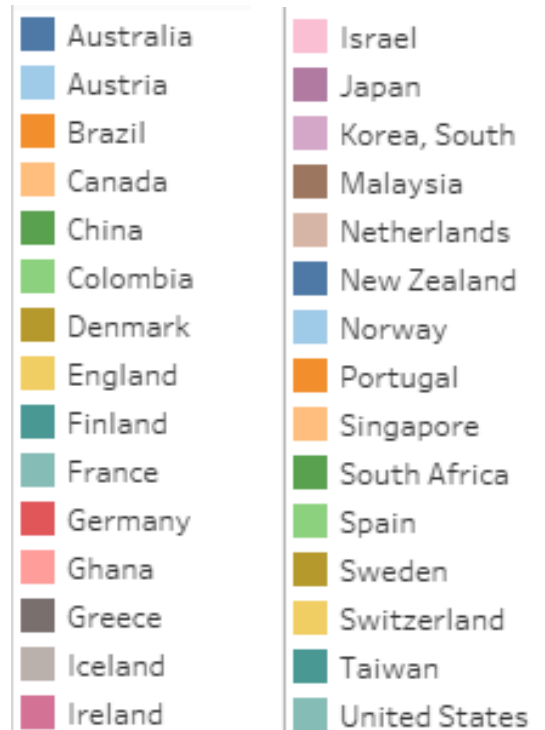 Australia
Austria
Brazil
Canada
China
Colombia
Denmark
England
Finland
France
Germany
Ghana
Greece
Iceland
Ireland
Israel
Japan
Korea, South
Malaysia
Netherlands
New Zealand
Norway
Portugal
Singapore
South Africa
Spain
Sweden
Switzerland
Taiwan
United States